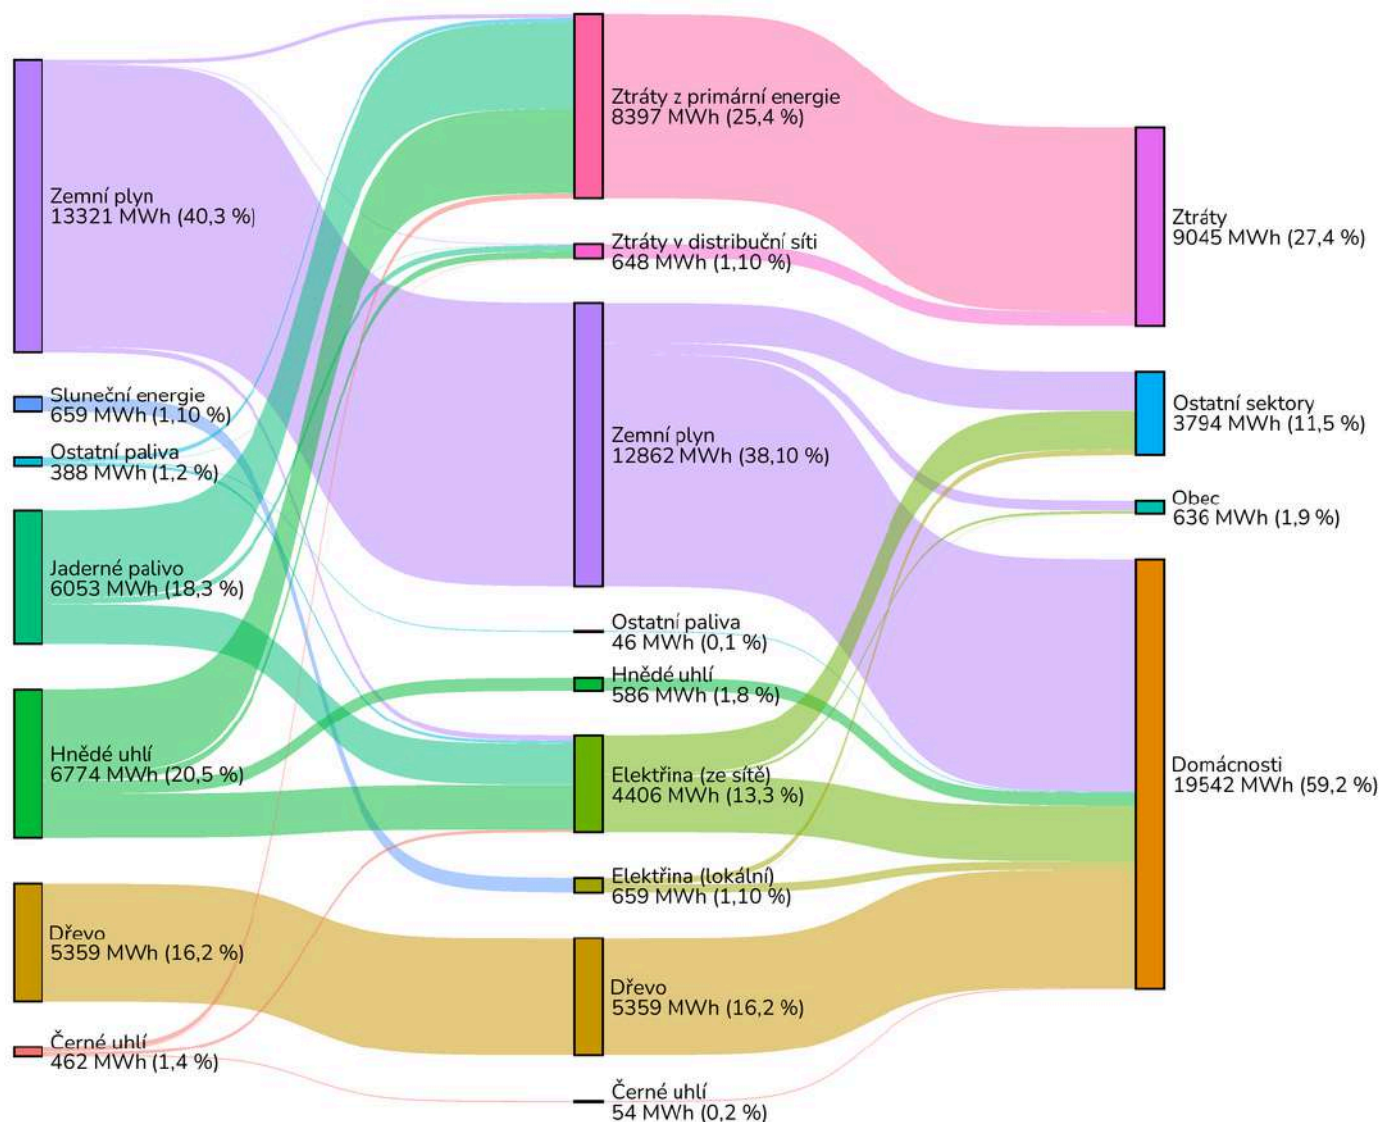 Zemní plyn
13321 MWh (40,3 %)
Sluneční energie
659 MWh (1,10 %)
Ostatní paliva
388 MWh (1,2 %)
Jaderné palivo
6053 MWh (18,3 %)
Hnědé uhlí
6774 MWh (20,5 %)
Dřevo
5359 MWh (16,2 %)
Černé uhlí
462 MWh (1,4 %)
Ztráty z primární energie
8397 MWh (25,4 %)
Ztráty v distribuční síti
648 MWh (1,10 %)
Zemní plyn
12862 MWh (38,10 %)
Ostatní paliva
46 MWh (0,1 %)
Hnědé uhlí
586 MWh (1,8 %)
Elektřina (ze sítě)
4406 MWh (13,3 %)
Elektřina (lokální)
659 MWh (1,10 %)
Dřevo
5359 MWh (16,2 %)
Černé uhlí
54 MWh (0,2 %)
Ztráty
9045 MWh (27,4 %)
Ostatní sektory
3794 MWh (11,5 %)
Obec
636 MWh (1,9 %)
Domácnosti
19542 MWh (59,2 %)